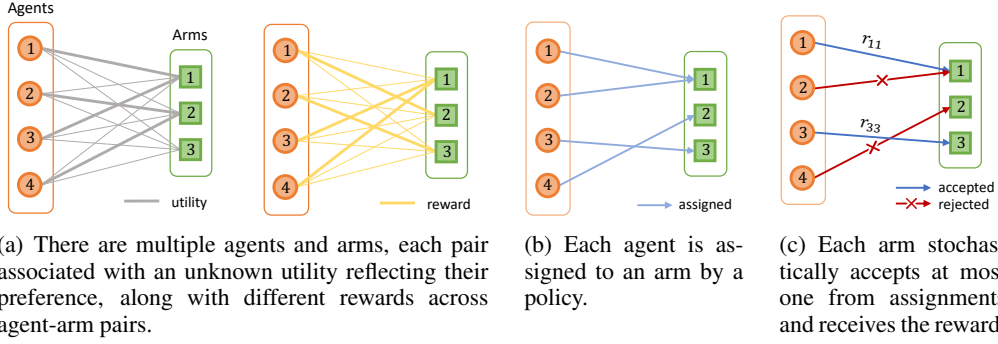 Agents
Arms
1
2
3
4
1
2
3
utility
1
2
3
4
1
2
3
reward
1
2
3
4
1
2
3
assigned
1
2
3
4
r11
r33
1
2
3
accepted
rejected
(a) There are multiple agents and arms, each pair
associated with an unknown utility reflecting their
preference, along with different rewards across
agent-arm pairs.
(b) Each agent is as-
signed to an arm by a
policy.
(c) Each arm stochas-
tically accepts at most
one from assignments
and receives the reward